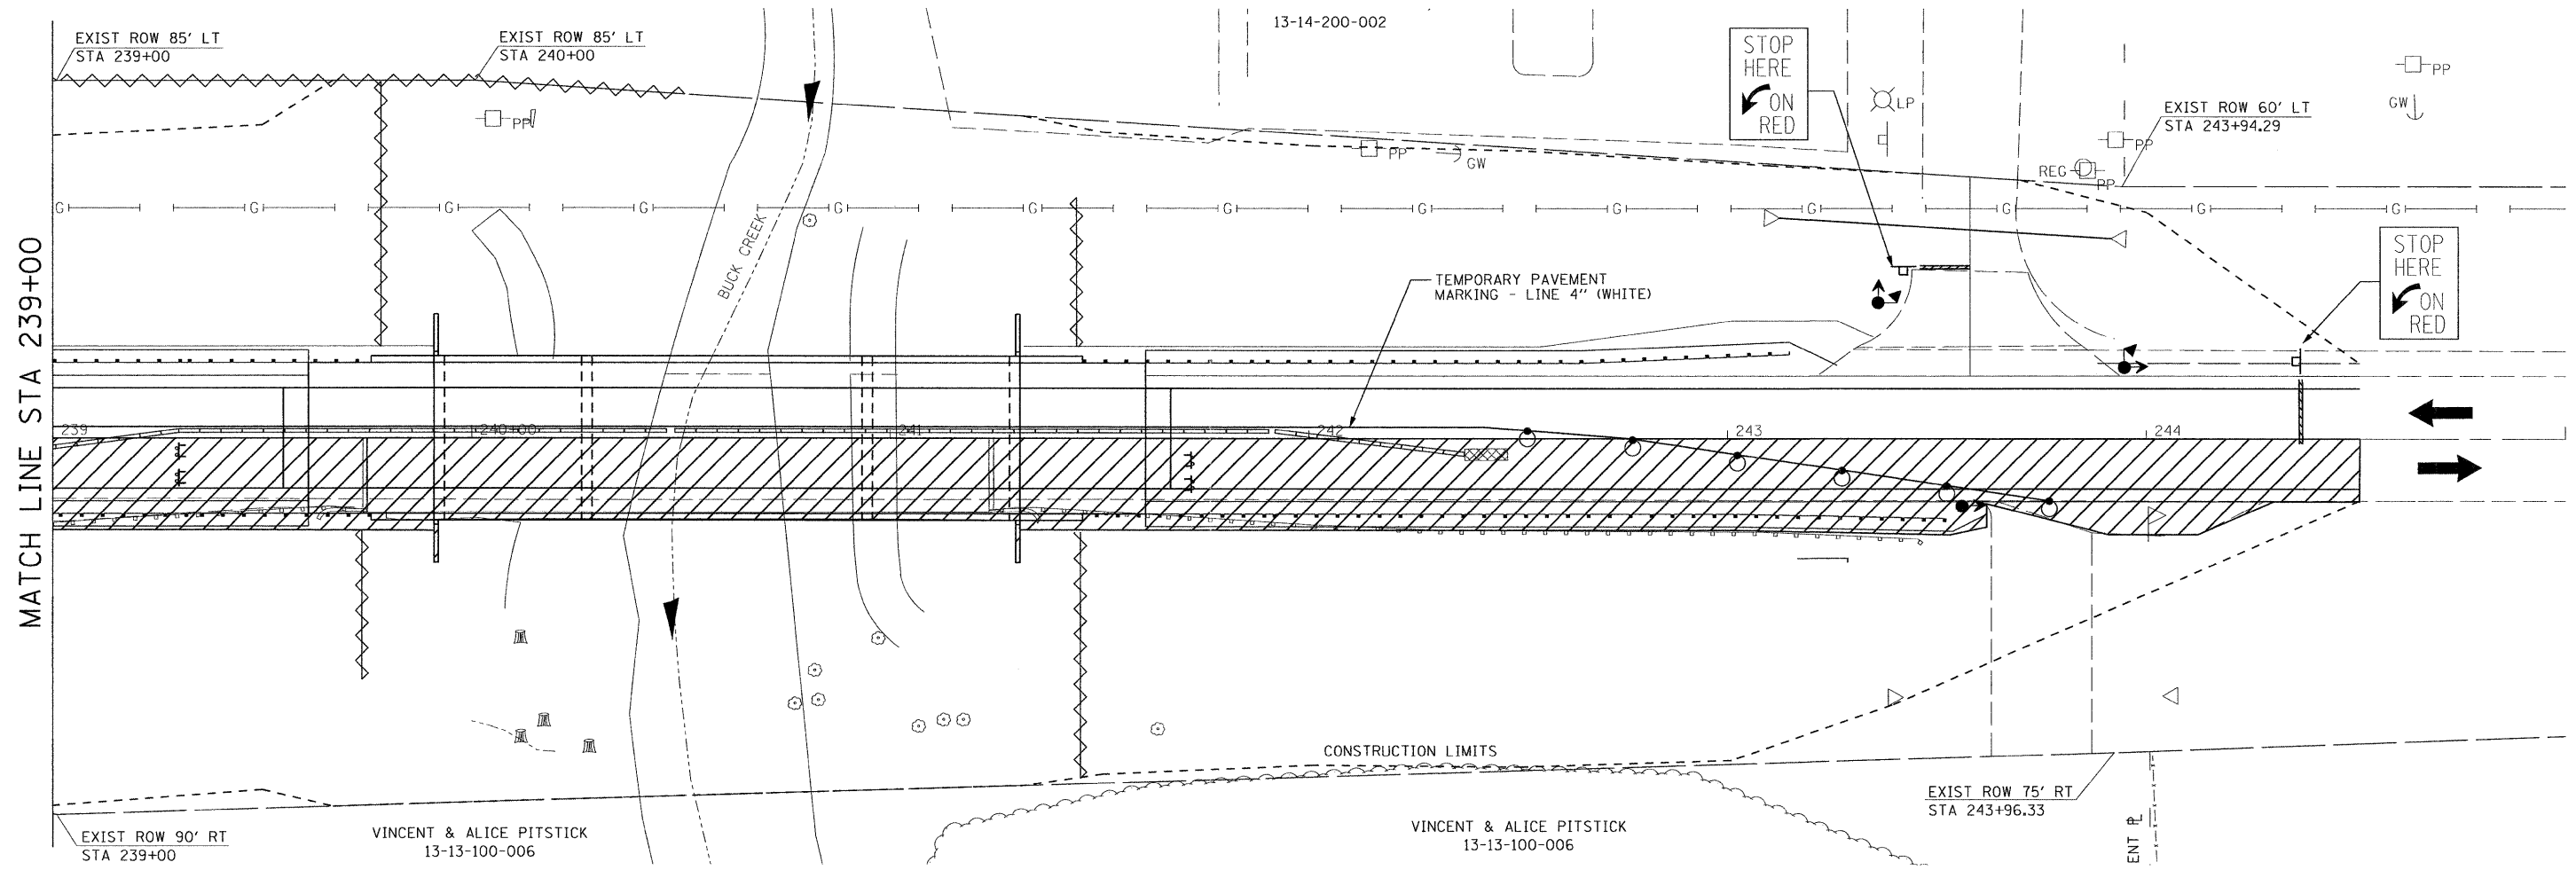 13-14-200-002
EXIST ROW 85' LT
STA 239+00
EXIST ROW 85' LT
STA 240+00
STOP
HERE
ON
RED
PP
LP
PP
GW
EXIST ROW 60' LT
STA 243+94.29
PP
PP
GW
REG
PP
G
G
G
G
G
G
G
G
G
G
G
G
G
BUCK CREEK
STOP
HERE
ON
RED
TEMPORARY PAVEMENT
MARKING - LINE 4" (WHITE)
MATCH LINE STA 239+00
239
240+00
241
242
243
244
CONSTRUCTION LIMITS
EXIST ROW 75' RT
STA 243+96.33
EXIST ROW 90' RT
STA 239+00
VINCENT & ALICE PITSTICK
13-13-100-006
VINCENT & ALICE PITSTICK
13-13-100-006
ENT PL